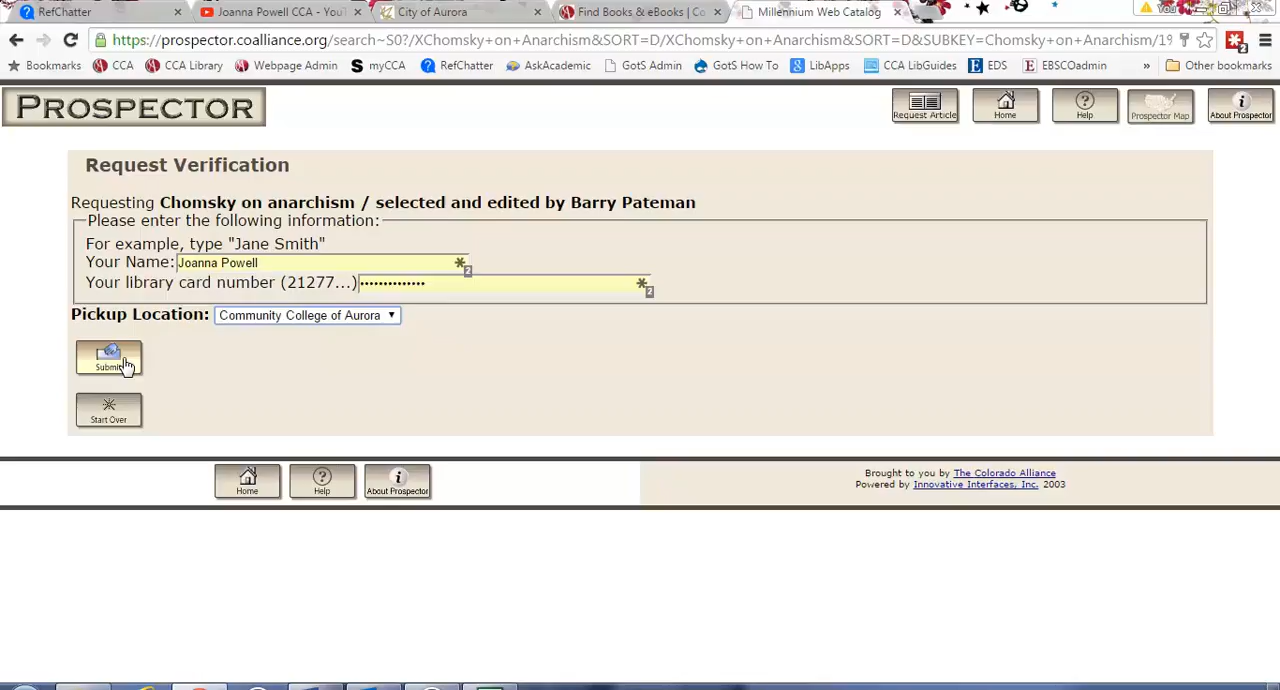 RefChatter
Joanna Powell CCA - You
City of Aurora
Find Books & eBooks | Co
Millennium Web Catalog
You
https://prospector.coalliance.org/search~S0?/XChomsky+on+Anarchism&SORT=D/XChomsky+on+Anarchism&SORT=D&SUBKEY=Chomsky+on+Anarchism/19
Bookmarks CCA CCA Library Webpage Admin myCCA RefChatter AskAcademic GotS Admin GotS How To LibApps CCA LibGuides EDS EBSCOadmin » Other bookmarks
PROSPECTOR
Request Article
Home
Help
Prospector Map
About Prospector
Request Verification
Requesting Chomsky on anarchism / selected and edited by Barry Pateman
Please enter the following information:
For example, type "Jane Smith"
Your Name: Joanna Powell
2
Your library card number (21277...) ••••••••••••••
2
Pickup Location: Community College of Aurora
Submit
Start Over
Home
Help
About Prospector
Brought to you by The Colorado Alliance
Powered by Innovative Interfaces, Inc. 2003